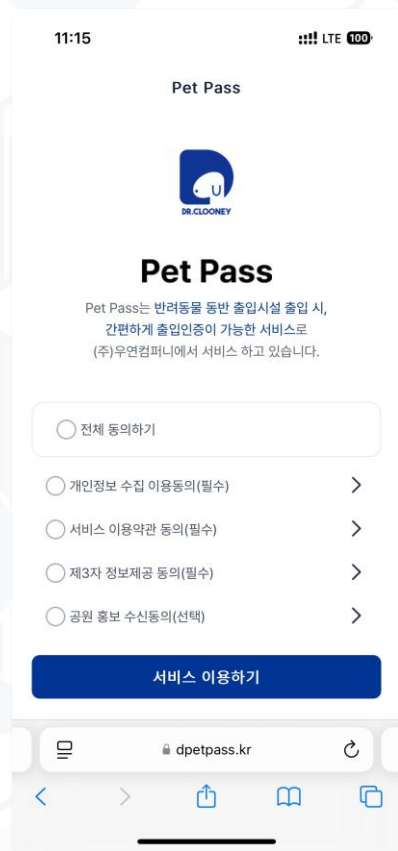 11:15
LTE 100
Pet Pass
DR.CLOONEY
Pet Pass
Pet Pass는 반려동물 동반 출입시설 출입 시,
간편하게 출입인증이 가능한 서비스로
(주)우연컴퍼니에서 서비스 하고 있습니다.
전체 동의하기
개인정보 수집 이용동의(필수)
서비스 이용약관 동의(필수)
제3자 정보제공 동의(필수)
공원 홍보 수신동의(선택)
서비스 이용하기
dpetpass.kr